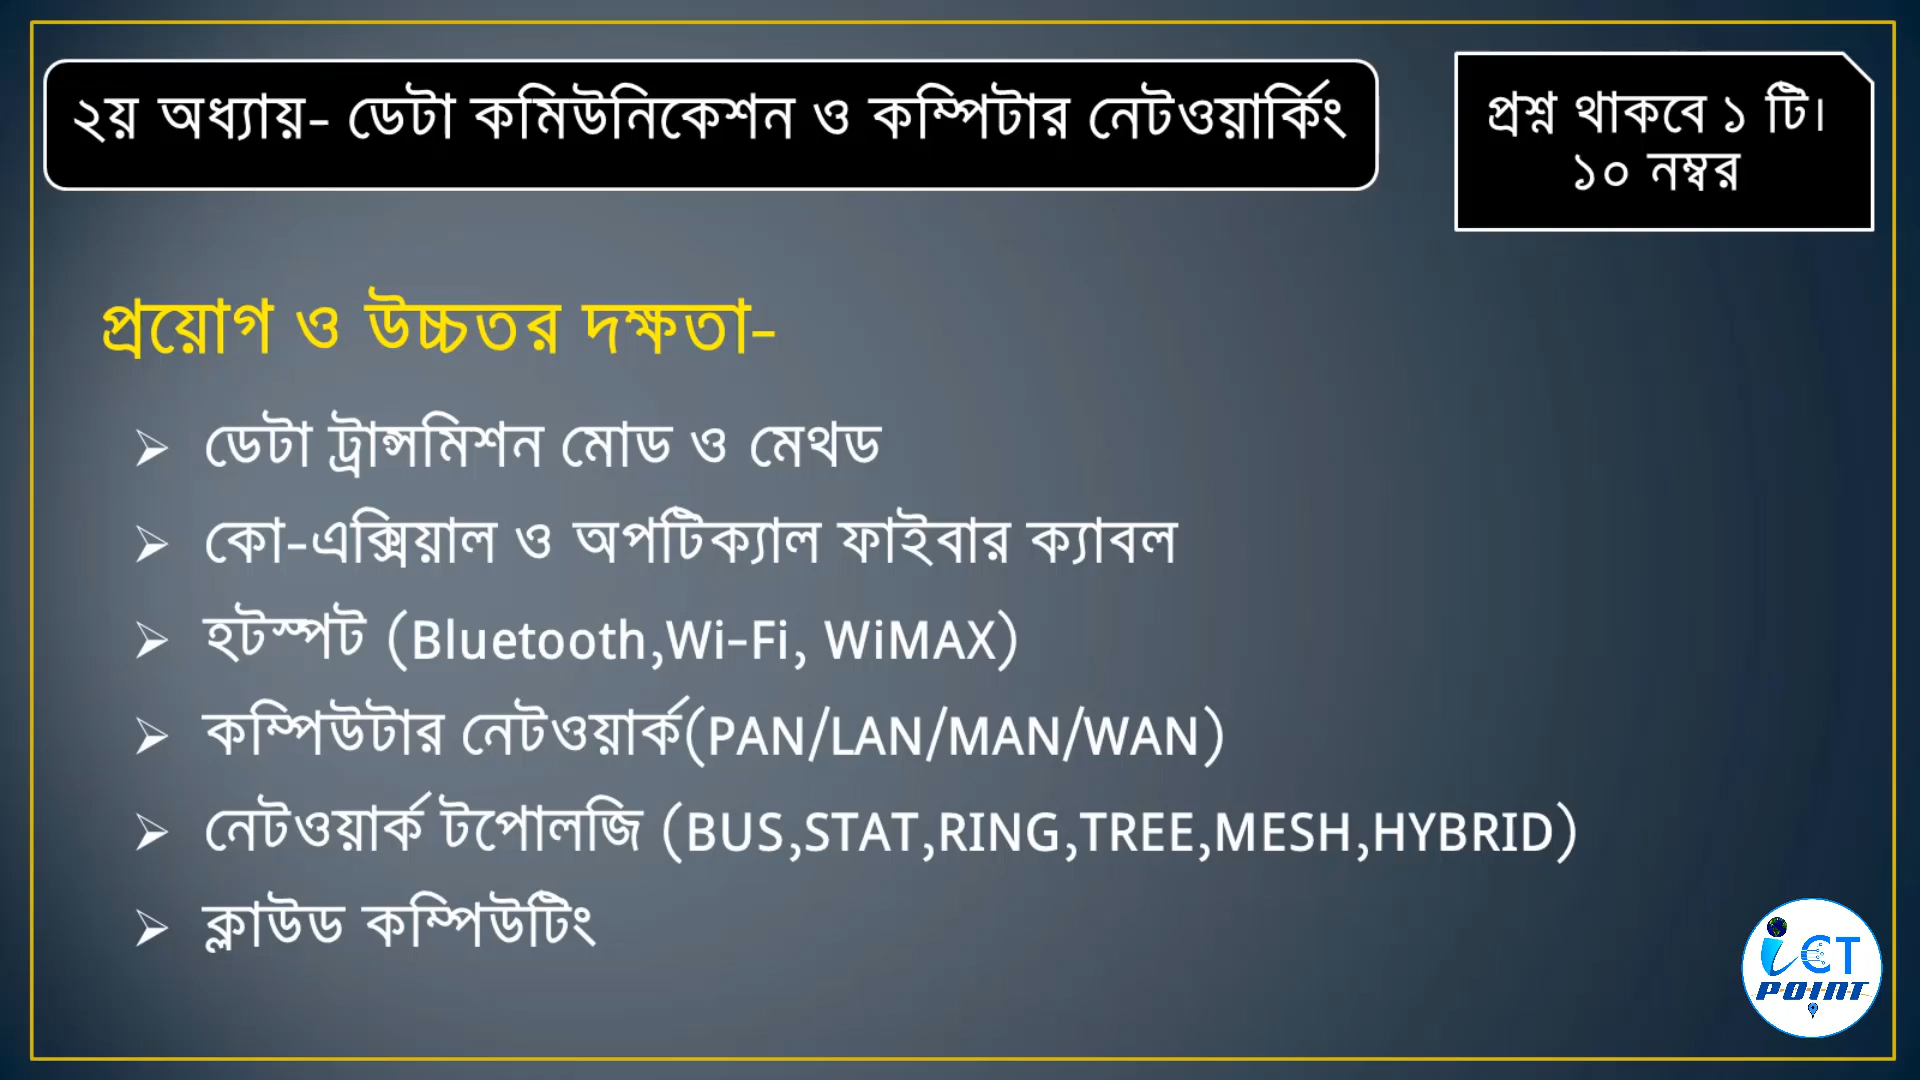 ২য় অধ্যায়- ডেটা কমিউনিকেশন ও কম্পিটার নেটওয়ার্কিং
প্রশ্ন থাকবে ১ টি।
১০ নম্বর
প্রয়োগ ও উচ্চতর দক্ষতা-
ডেটা ট্রান্সমিশন মোড ও মেথড
কো-এক্সিয়াল ও অপটিক্যাল ফাইবার ক্যাবল
হটস্পট (Bluetooth,Wi-Fi, WiMAX)
কম্পিউটার নেটওয়ার্ক(PAN/LAN/MAN/WAN)
নেটওয়ার্ক টপোলজি (BUS,STAT,RING,TREE,MESH,HYBRID)
ক্লাউড কম্পিউটিং
iCT
POINT